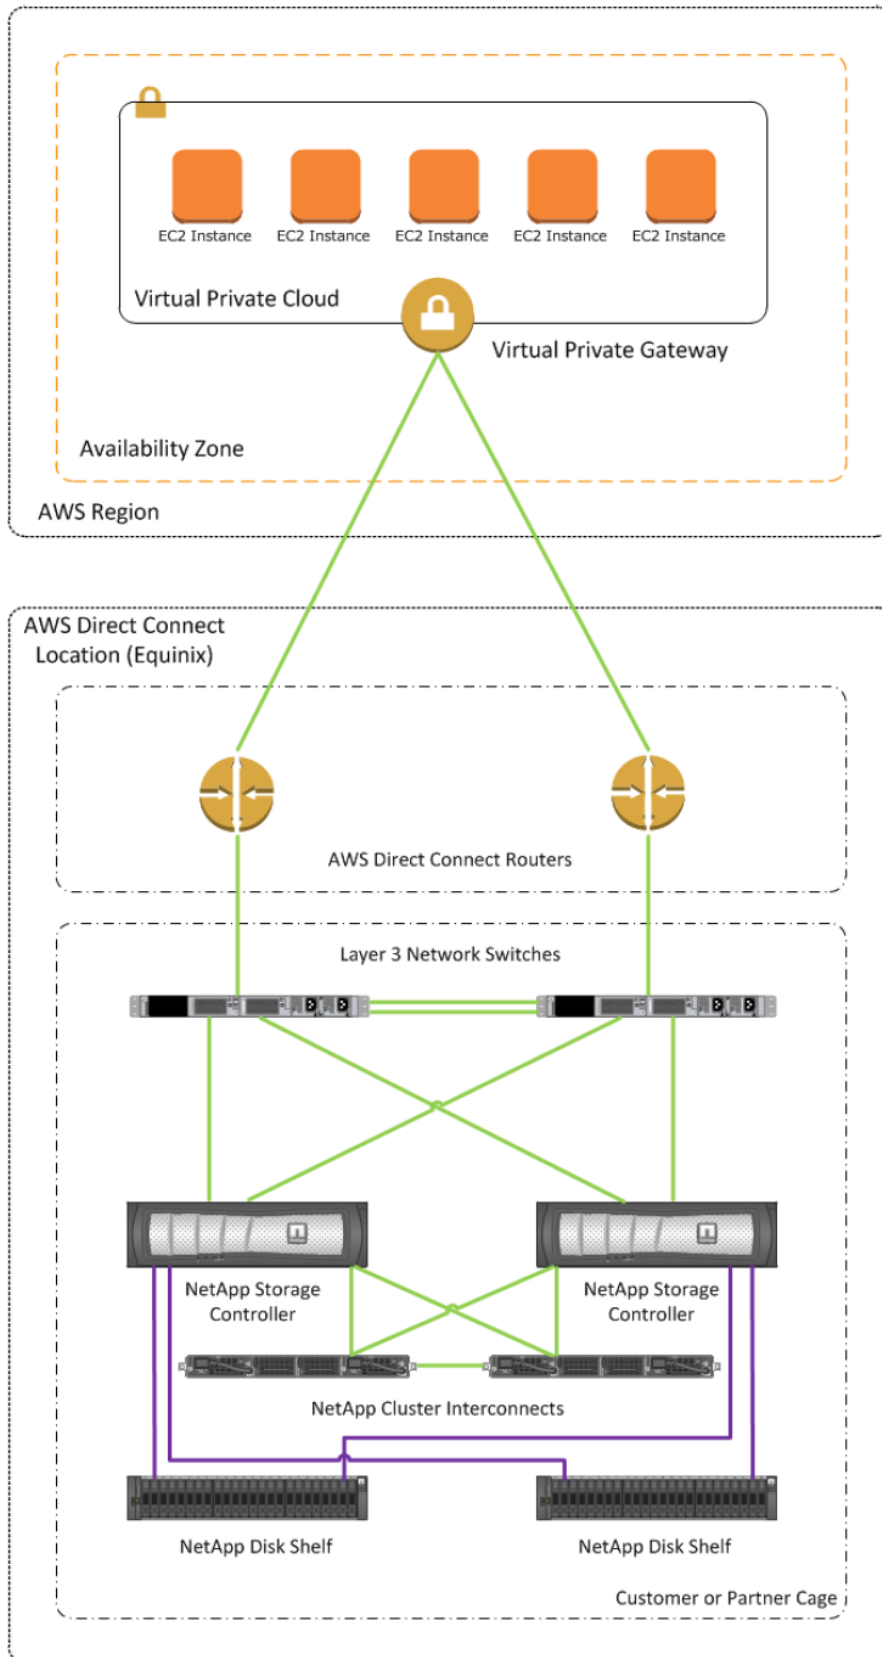 EC2 Instance
EC2 Instance
EC2 Instance
EC2 Instance
EC2 Instance
Virtual Private Cloud
Virtual Private Gateway
Availability Zone
AWS Region
AWS Direct Connect
Location (Equinix)
AWS Direct Connect Routers
Layer 3 Network Switches
NetApp Storage
Controller
NetApp Storage
Controller
NetApp Cluster Interconnects
NetApp Disk Shelf
NetApp Disk Shelf
Customer or Partner Cage